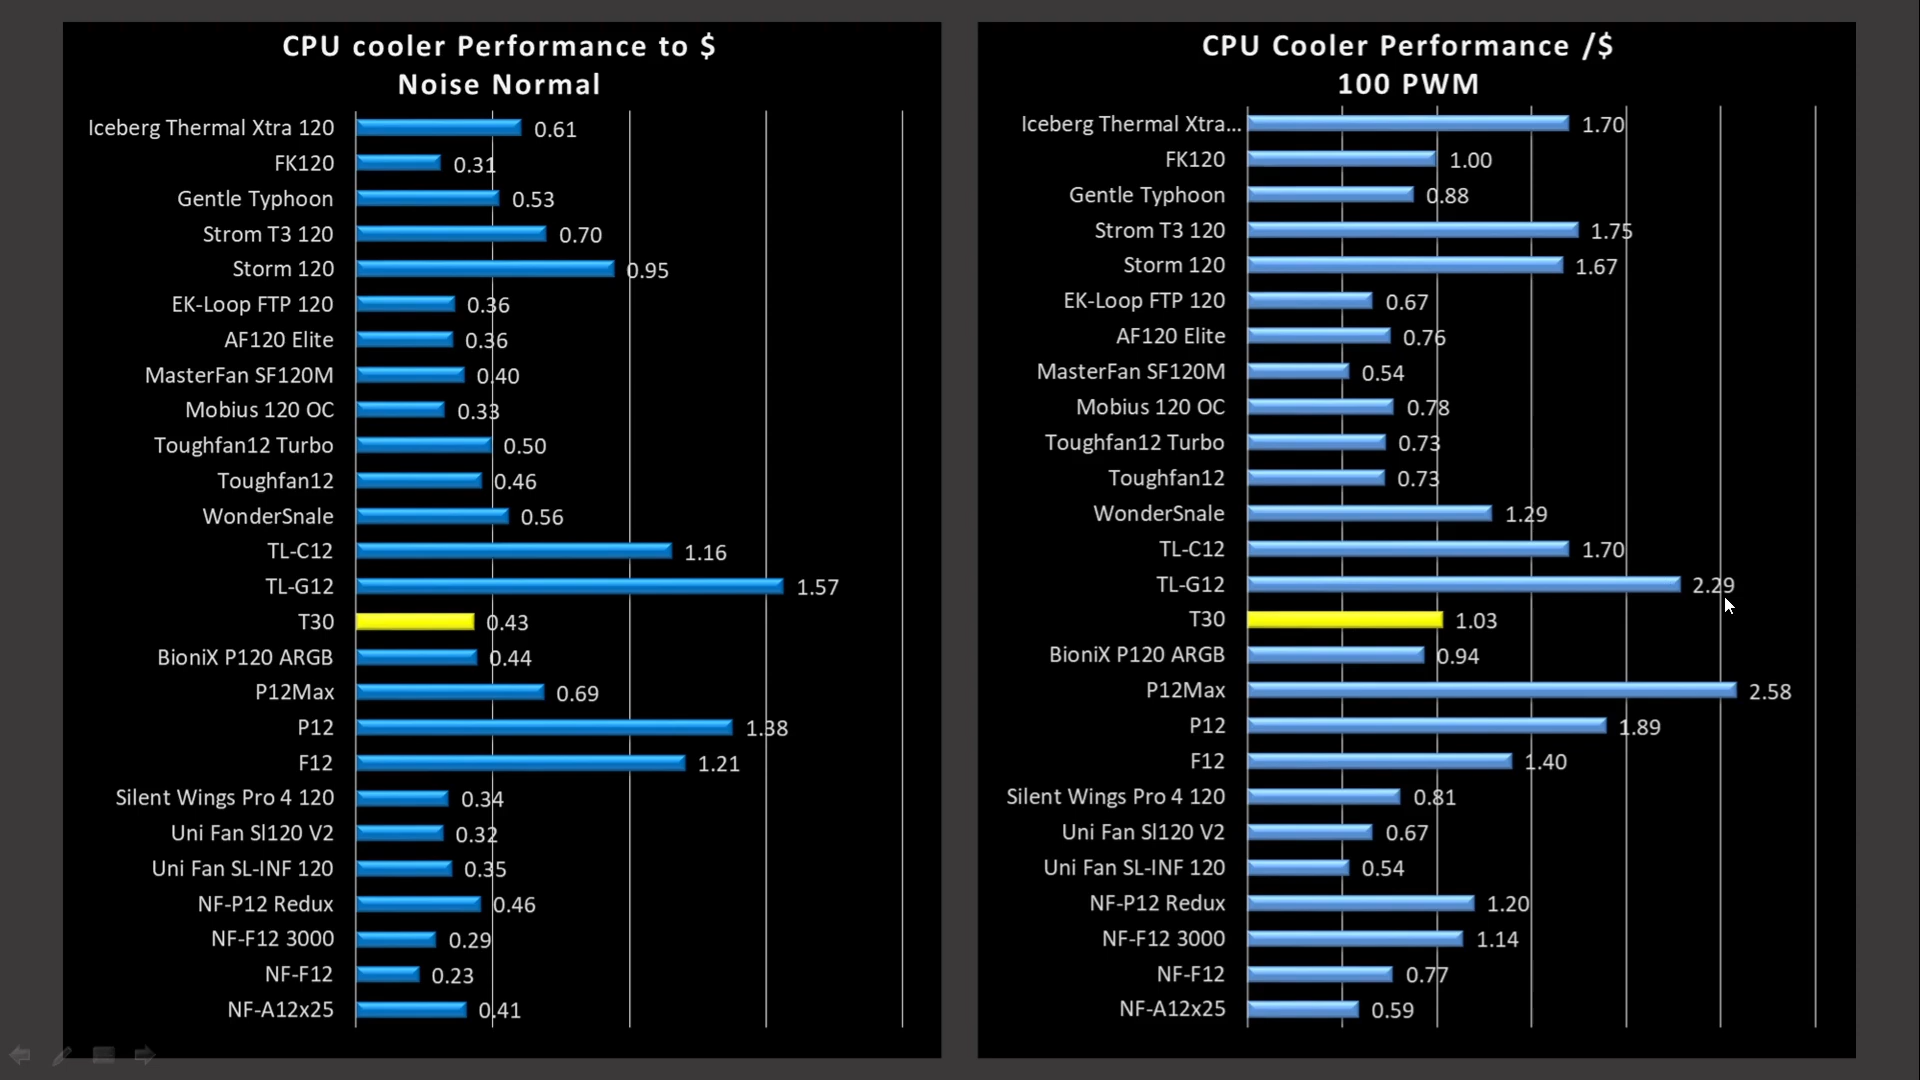 CPU cooler Performance to $
Noise Normal
Iceberg Thermal Xtra 120 0.61
FK120 0.31
Gentle Typhoon 0.53
Strom T3 120 0.70
Storm 120 0.95
EK-Loop FTP 120 0.36
AF120 Elite 0.36
MasterFan SF120M 0.40
Mobius 120 OC 0.33
Toughfan12 Turbo 0.50
Toughfan12 0.46
WonderSnale 0.56
TL-C12 1.16
TL-G12 1.57
T30 0.43
BioniX P120 ARGB 0.44
P12Max 0.69
P12 1.38
F12 1.21
Silent Wings Pro 4 120 0.34
Uni Fan Sl120 V2 0.32
Uni Fan SL-INF 120 0.35
NF-P12 Redux 0.46
NF-F12 3000 0.29
NF-F12 0.23
NF-A12x25 0.41
CPU Cooler Performance /$
100 PWM
Iceberg Thermal Xtra... 1.70
FK120 1.00
Gentle Typhoon 0.88
Strom T3 120 1.75
Storm 120 1.67
EK-Loop FTP 120 0.67
AF120 Elite 0.76
MasterFan SF120M 0.54
Mobius 120 OC 0.78
Toughfan12 Turbo 0.73
Toughfan12 0.73
WonderSnale 1.29
TL-C12 1.70
TL-G12 2.29
T30 1.03
BioniX P120 ARGB 0.94
P12Max 2.58
P12 1.89
F12 1.40
Silent Wings Pro 4 120 0.81
Uni Fan Sl120 V2 0.67
Uni Fan SL-INF 120 0.54
NF-P12 Redux 1.20
NF-F12 3000 1.14
NF-F12 0.77
NF-A12x25 0.59